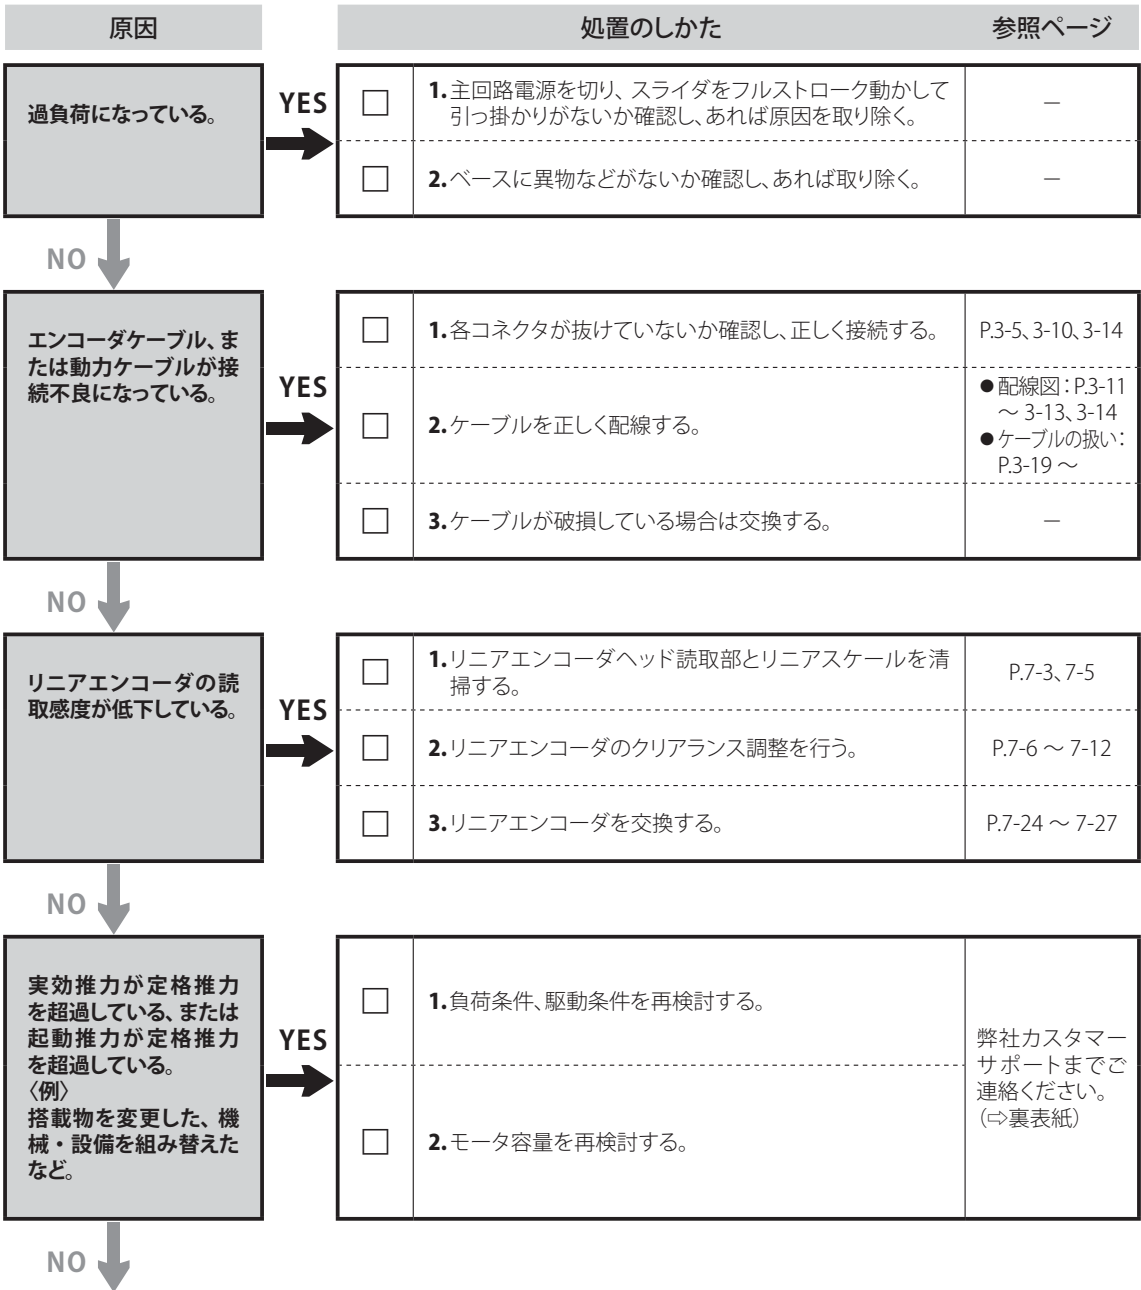 原因
処置のしかた
参照ページ
過負荷になっている。
YES
□
1.主回路電源を切り、スライダをフルストローク動かして
引っ掛かりがないか確認し、あれば原因を取り除く。
－
□
2.ベースに異物などがないか確認し、あれば取り除く。
－
NO
エンコーダケーブル、ま
たは動力ケーブルが接
続不良になっている。
YES
□
1.各コネクタが抜けていないか確認し、正しく接続する。
P.3-5、3-10、3-14
□
2.ケーブルを正しく配線する。
●配線図：P.3-11
～ 3-13、3-14
●ケーブルの扱い：
P.3-19 ～
□
3.ケーブルが破損している場合は交換する。
－
NO
リニアエンコーダの読
取感度が低下している。
YES
□
1.リニアエンコーダヘッド読取部とリニアスケールを清
掃する。
P.7-3、7-5
□
2.リニアエンコーダのクリアランス調整を行う。
P.7-6 ～ 7-12
□
3.リニアエンコーダを交換する。
P.7-24 ～ 7-27
NO
実効推力が定格推力
を超過している、または
起動推力が定格推力
を超過している。
〈例〉
搭載物を変更した、機
械・設備を組み替えた
など。
YES
□
1.負荷条件、駆動条件を再検討する。
□
2.モータ容量を再検討する。
弊社カスタマー
サポートまでご
連絡ください。
（⇨裏表紙）
NO